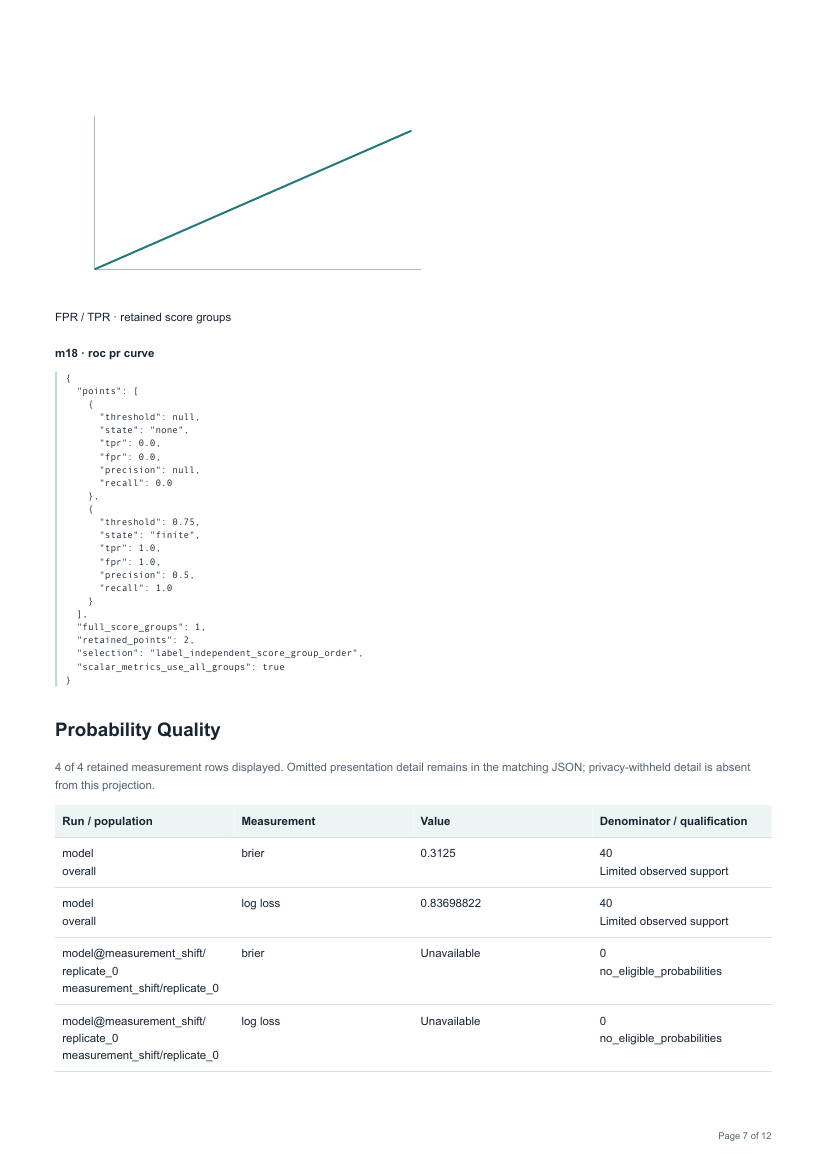 FPR / TPR · retained score groups
m18 · roc pr curve
{
  "points": [
    {
      "threshold": null,
      "state": "none",
      "tpr": 0.0,
      "fpr": 0.0,
      "precision": null,
      "recall": 0.0
    },
    {
      "threshold": 0.75,
      "state": "finite",
      "tpr": 1.0,
      "fpr": 1.0,
      "precision": 0.5,
      "recall": 1.0
    }
  ],
  "full_score_groups": 1,
  "retained_points": 2,
  "selection": "label_independent_score_group_order",
  "scalar_metrics_use_all_groups": true
}
Probability Quality
4 of 4 retained measurement rows displayed. Omitted presentation detail remains in the matching JSON; privacy-withheld detail is absent
from this projection.
Run / population Measurement Value Denominator / qualification
model brier 0.3125 40
overall Limited observed support
model log loss 0.83698822 40
overall Limited observed support
model@measurement_shift/ brier Unavailable 0
replicate_0 no_eligible_probabilities
measurement_shift/replicate_0
model@measurement_shift/ log loss Unavailable 0
replicate_0 no_eligible_probabilities
measurement_shift/replicate_0
Page 7 of 12